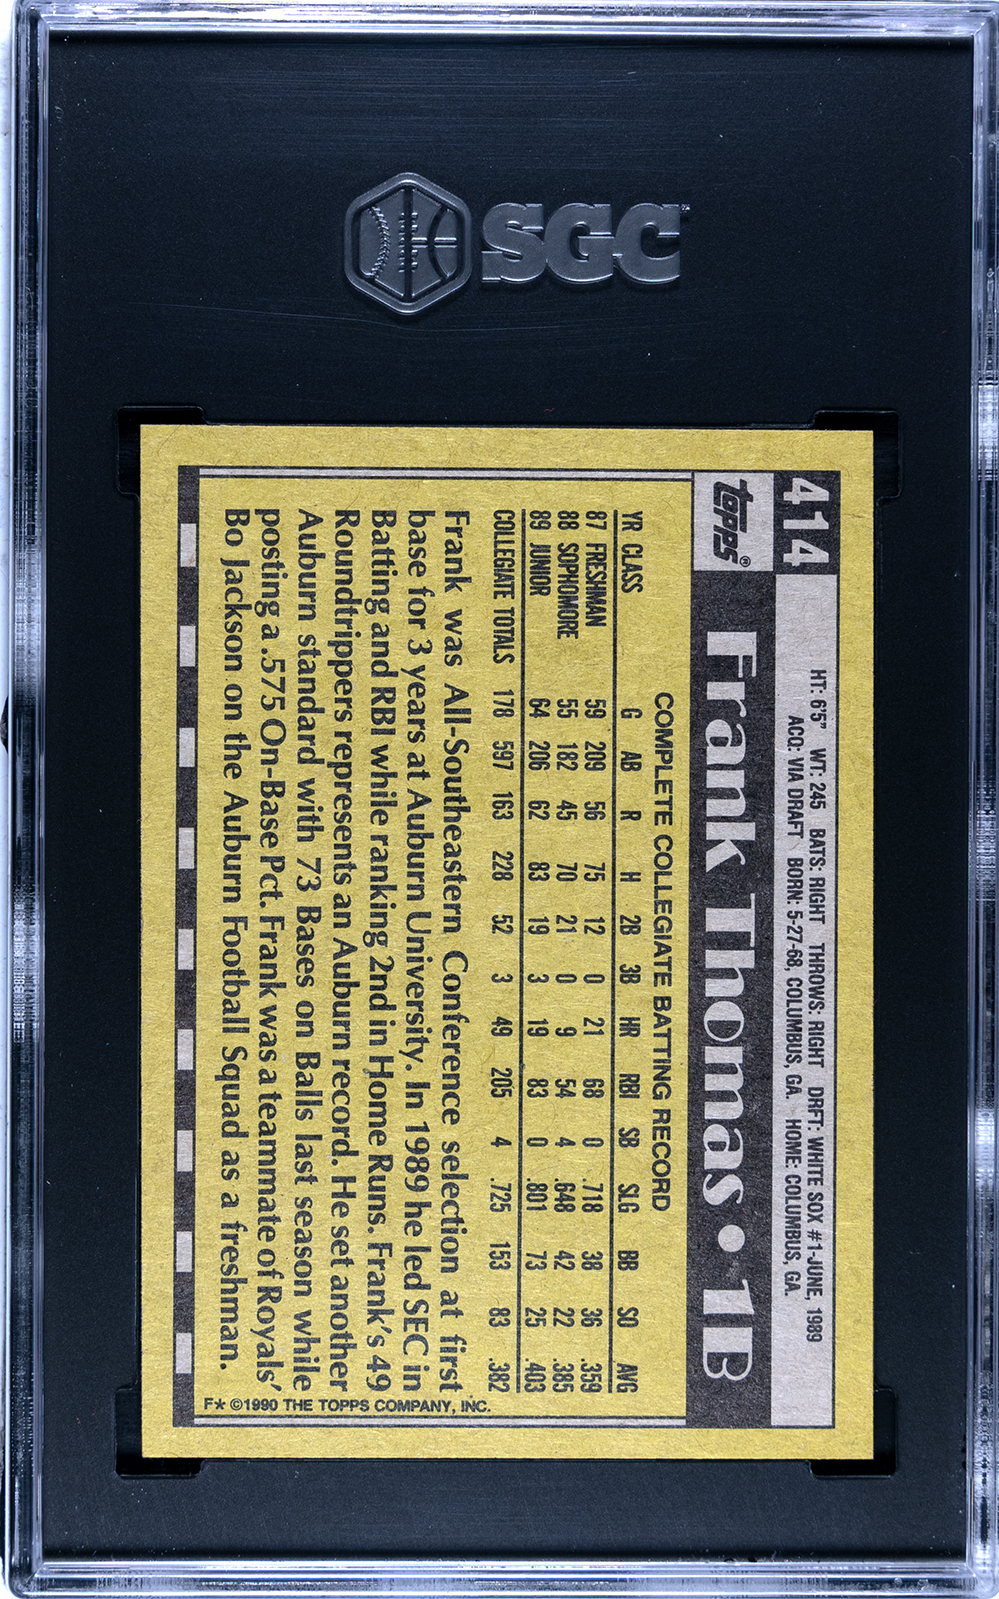 SGC
414
HT: 6'5" WT: 245 BATS: RIGHT THROWS: RIGHT DRFT: WHITE SOX #1-JUNE, 1989
ACQ: VIA DRAFT BORN: 5-27-68, COLUMBUS, GA. HOME: COLUMBUS, GA.
TOPPS® Frank Thomas • 1B
COMPLETE COLLEGIATE BATTING RECORD
YR CLASS G AB R H 2B 3B HR RBI SB SLG BB SO AVG
87 FRESHMAN 59 209 56 75 12 0 21 68 0 .718 38 36 .359
88 SOPHOMORE 55 182 45 70 21 0 9 54 4 .648 42 22 .385
89 JUNIOR 64 206 62 83 19 3 19 83 0 .801 73 25 .403
COLLEGIATE TOTALS 178 597 163 228 52 3 49 205 4 .725 153 83 .382
Frank was All-Southeastern Conference selection at first
base for 3 years at Auburn University. In 1989 he led SEC in
Batting and RBI while ranking 2nd in Home Runs. Frank's 49
Roundtrippers represents an Auburn record. He set another
Auburn standard with 73 Bases on Balls last season while
posting a .575 On-Base Pct. Frank was a teammate of Royals'
Bo Jackson on the Auburn Football Squad as a freshman.
F* ©1990 THE TOPPS COMPANY, INC.